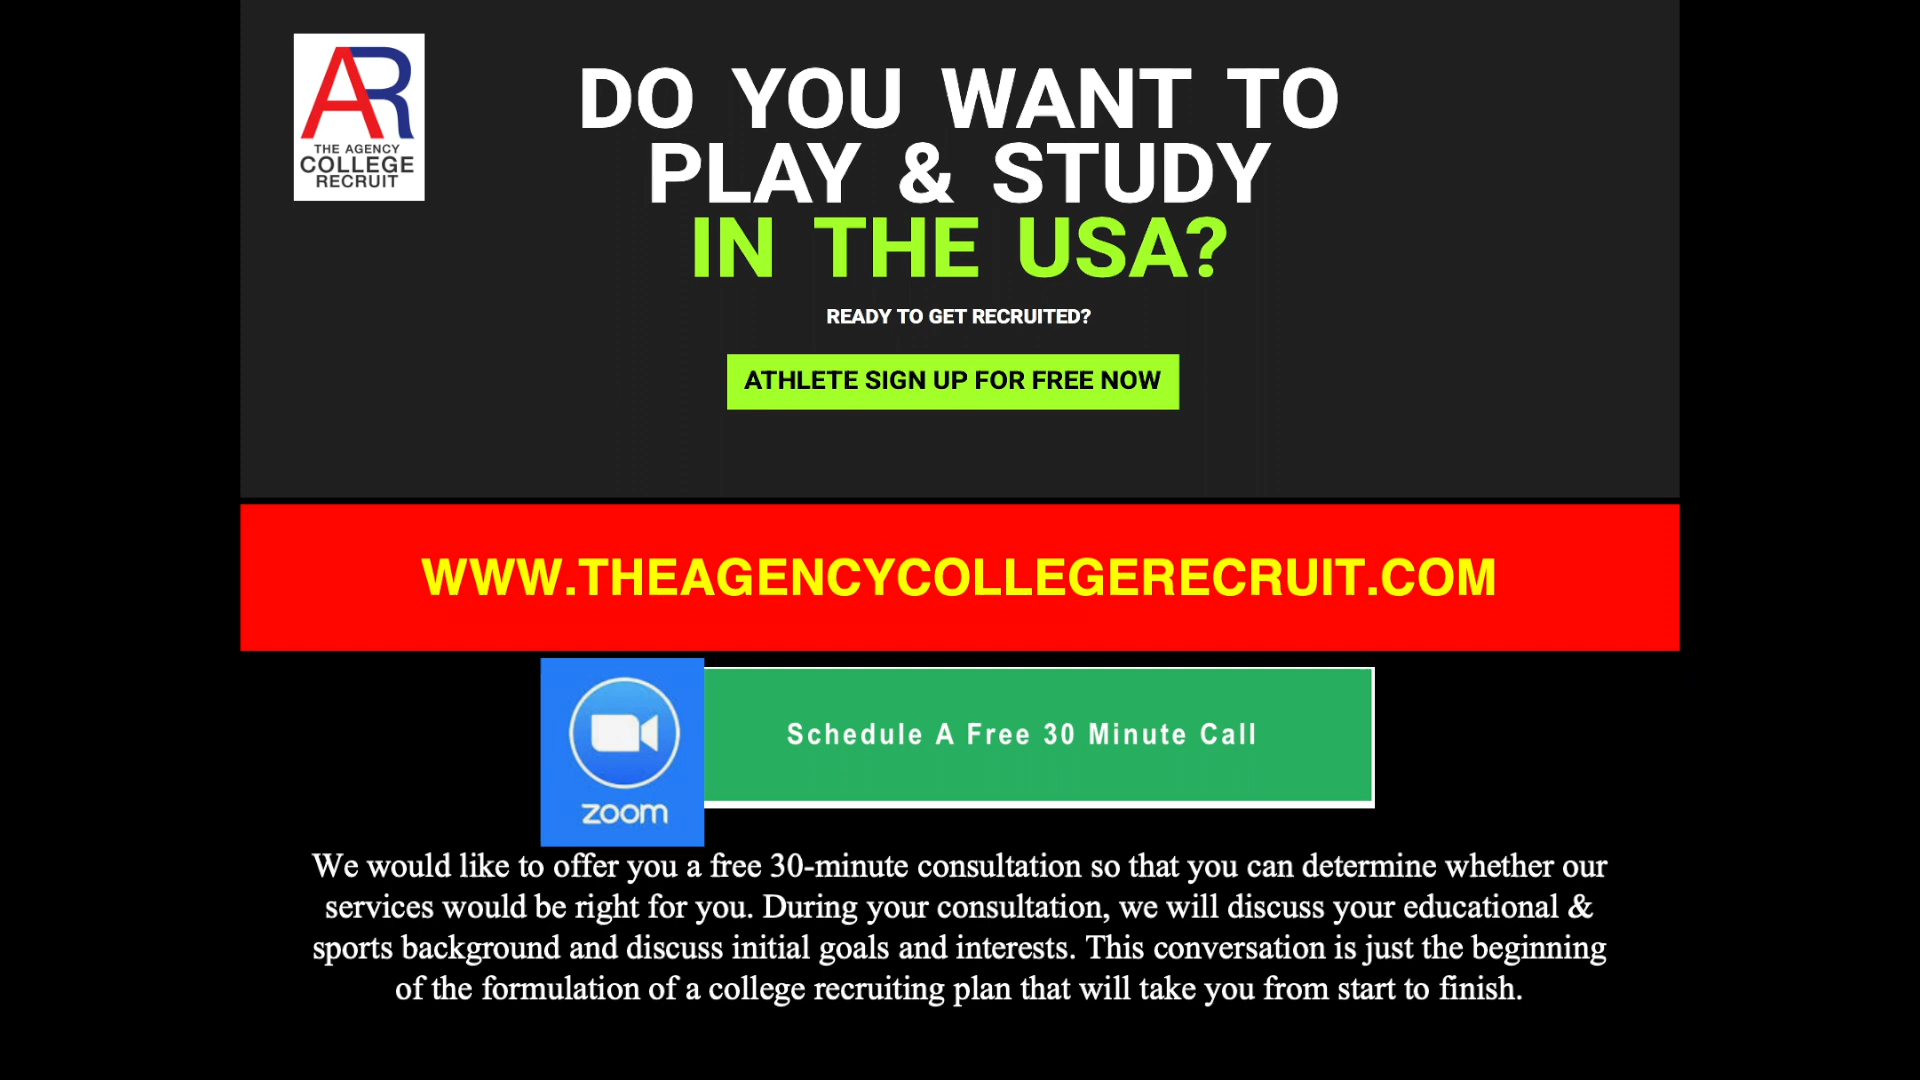 AR
THE AGENCY
COLLEGE
RECRUIT
DO YOU WANT TO
PLAY & STUDY
IN THE USA?
READY TO GET RECRUITED?
ATHLETE SIGN UP FOR FREE NOW
WWW.THEAGENCYCOLLEGERECRUIT.COM
zoom
Schedule A Free 30 Minute Call
We would like to offer you a free 30-minute consultation so that you can determine whether our
services would be right for you. During your consultation, we will discuss your educational &
sports background and discuss initial goals and interests. This conversation is just the beginning
of the formulation of a college recruiting plan that will take you from start to finish.